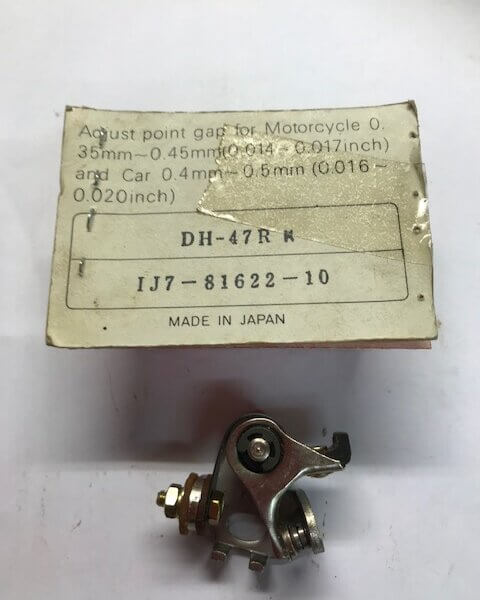 Adjust point gap for Motorcycle 0.
35mm~0.45mm(0.014~0.017inch)
and Car 0.4mm~0.5mm (0.016~
0.020inch)
DH-47R
IJ7-81622-10
MADE IN JAPAN